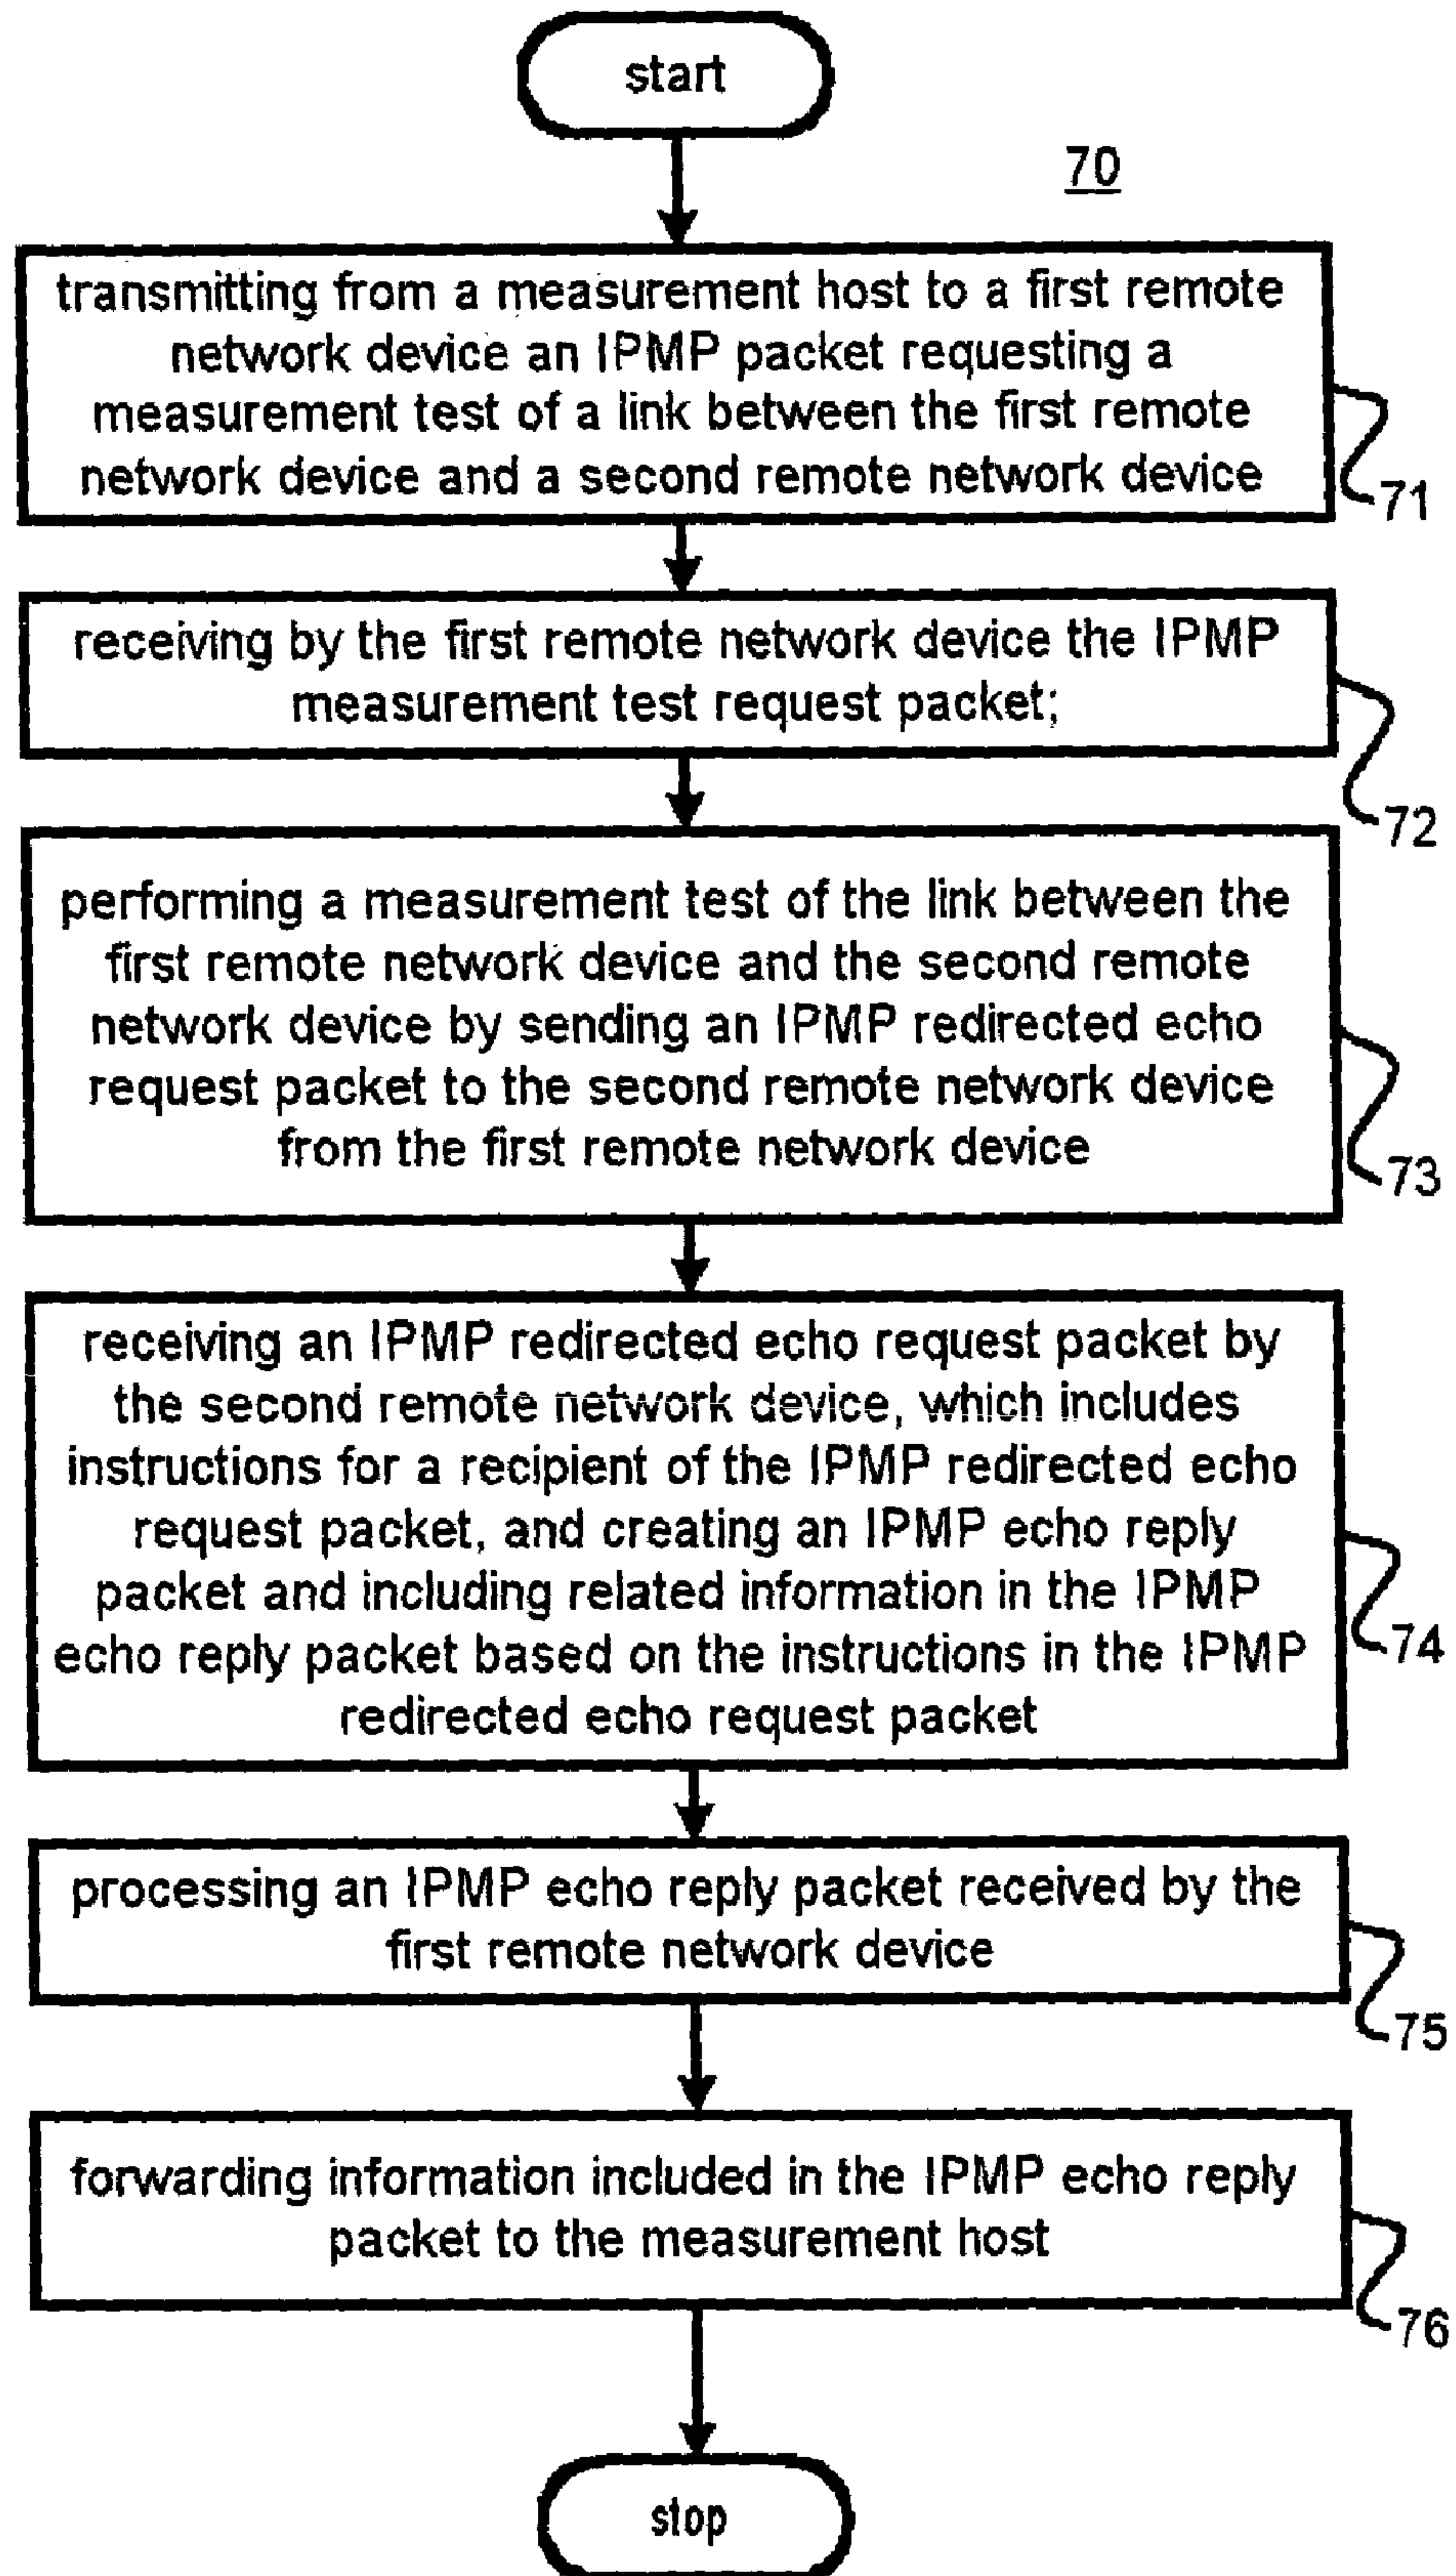 start
70
transmitting from a measurement host to a first remote
network device an IPMP packet requesting a
measurement test of a link between the first remote
network device and a second remote network device
71
receiving by the first remote network device the IPMP
measurement test request packet;
72
performing a measurement test of the link between the
first remote network device and the second remote
network device by sending an IPMP redirected echo
request packet to the second remote network device
from the first remote network device
73
receiving an IPMP redirected echo request packet by
the second remote network device, which includes
instructions for a recipient of the IPMP redirected echo
request packet, and creating an IPMP echo reply
packet and including related information in the IPMP
echo reply packet based on the instructions in the IPMP
redirected echo request packet
74
processing an IPMP echo reply packet received by the
first remote network device
75
forwarding information included in the IPMP echo reply
packet to the measurement host
76
stop